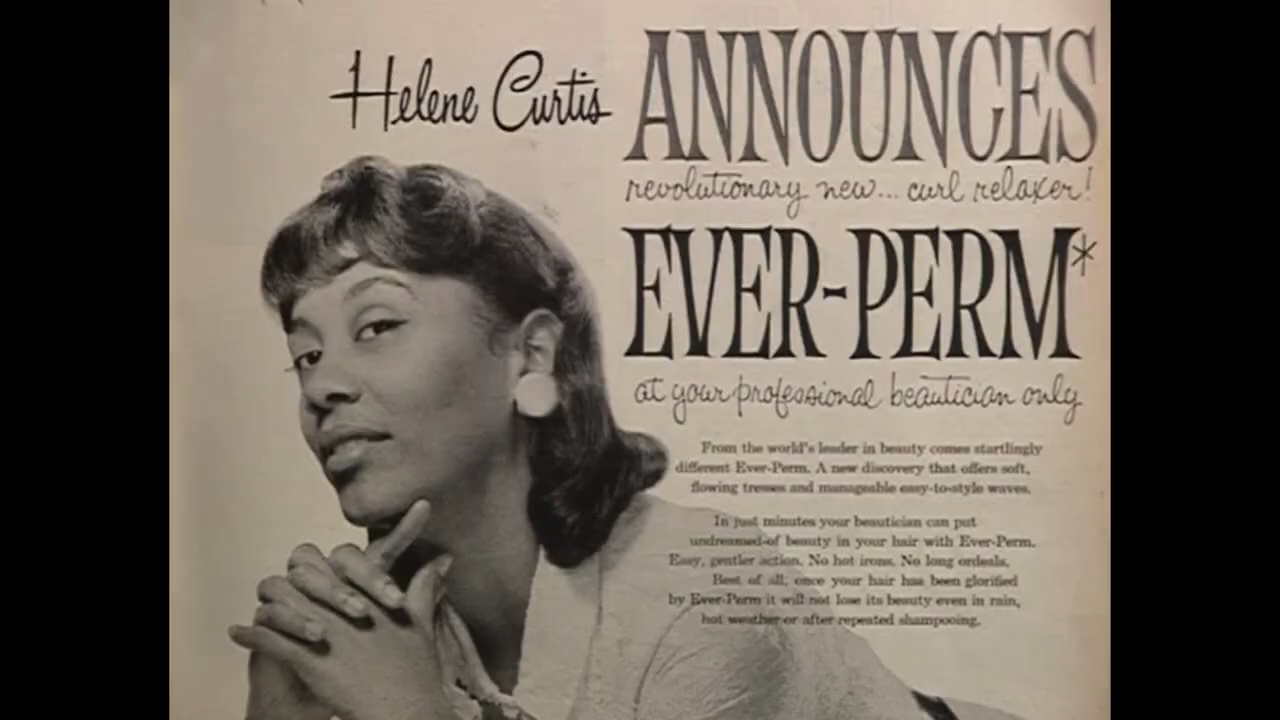 Helene Curtis ANNOUNCES
revolutionary new... curl relaxer!
EVER-PERM*
at your professional beautician only
From the world's leader in beauty comes startlingly
different Ever-Perm. A new discovery that offers soft,
flowing tresses and manageable easy-to-style waves.
In just minutes your beautician can put
undreamed-of beauty in your hair with Ever-Perm.
Easy, gentler action. No hot irons. No long ordeals.
Best of all, once your hair has been glorified
by Ever-Perm it will not lose its beauty even in rain,
hot weather or after repeated shampooing.